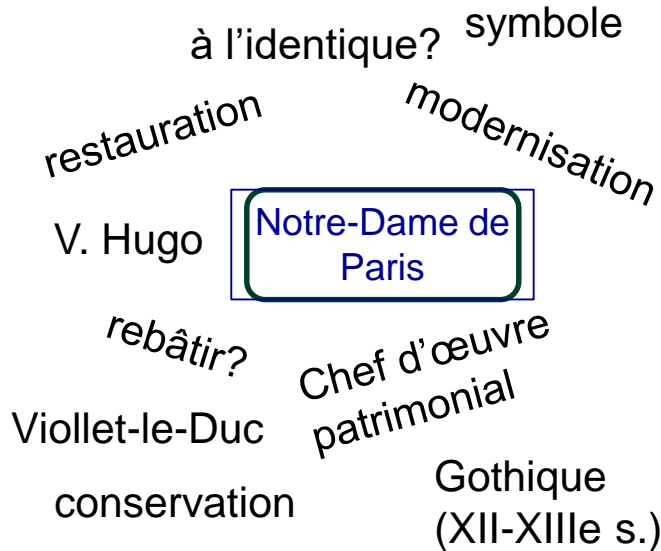 à l’identique?
symbole
restauration
modernisation
V. Hugo
Notre-Dame de
Paris
rebâtir?
Chef d’œuvre
patrimonial
Viollet-le-Duc
conservation
Gothique
(XII-XIIIe s.)